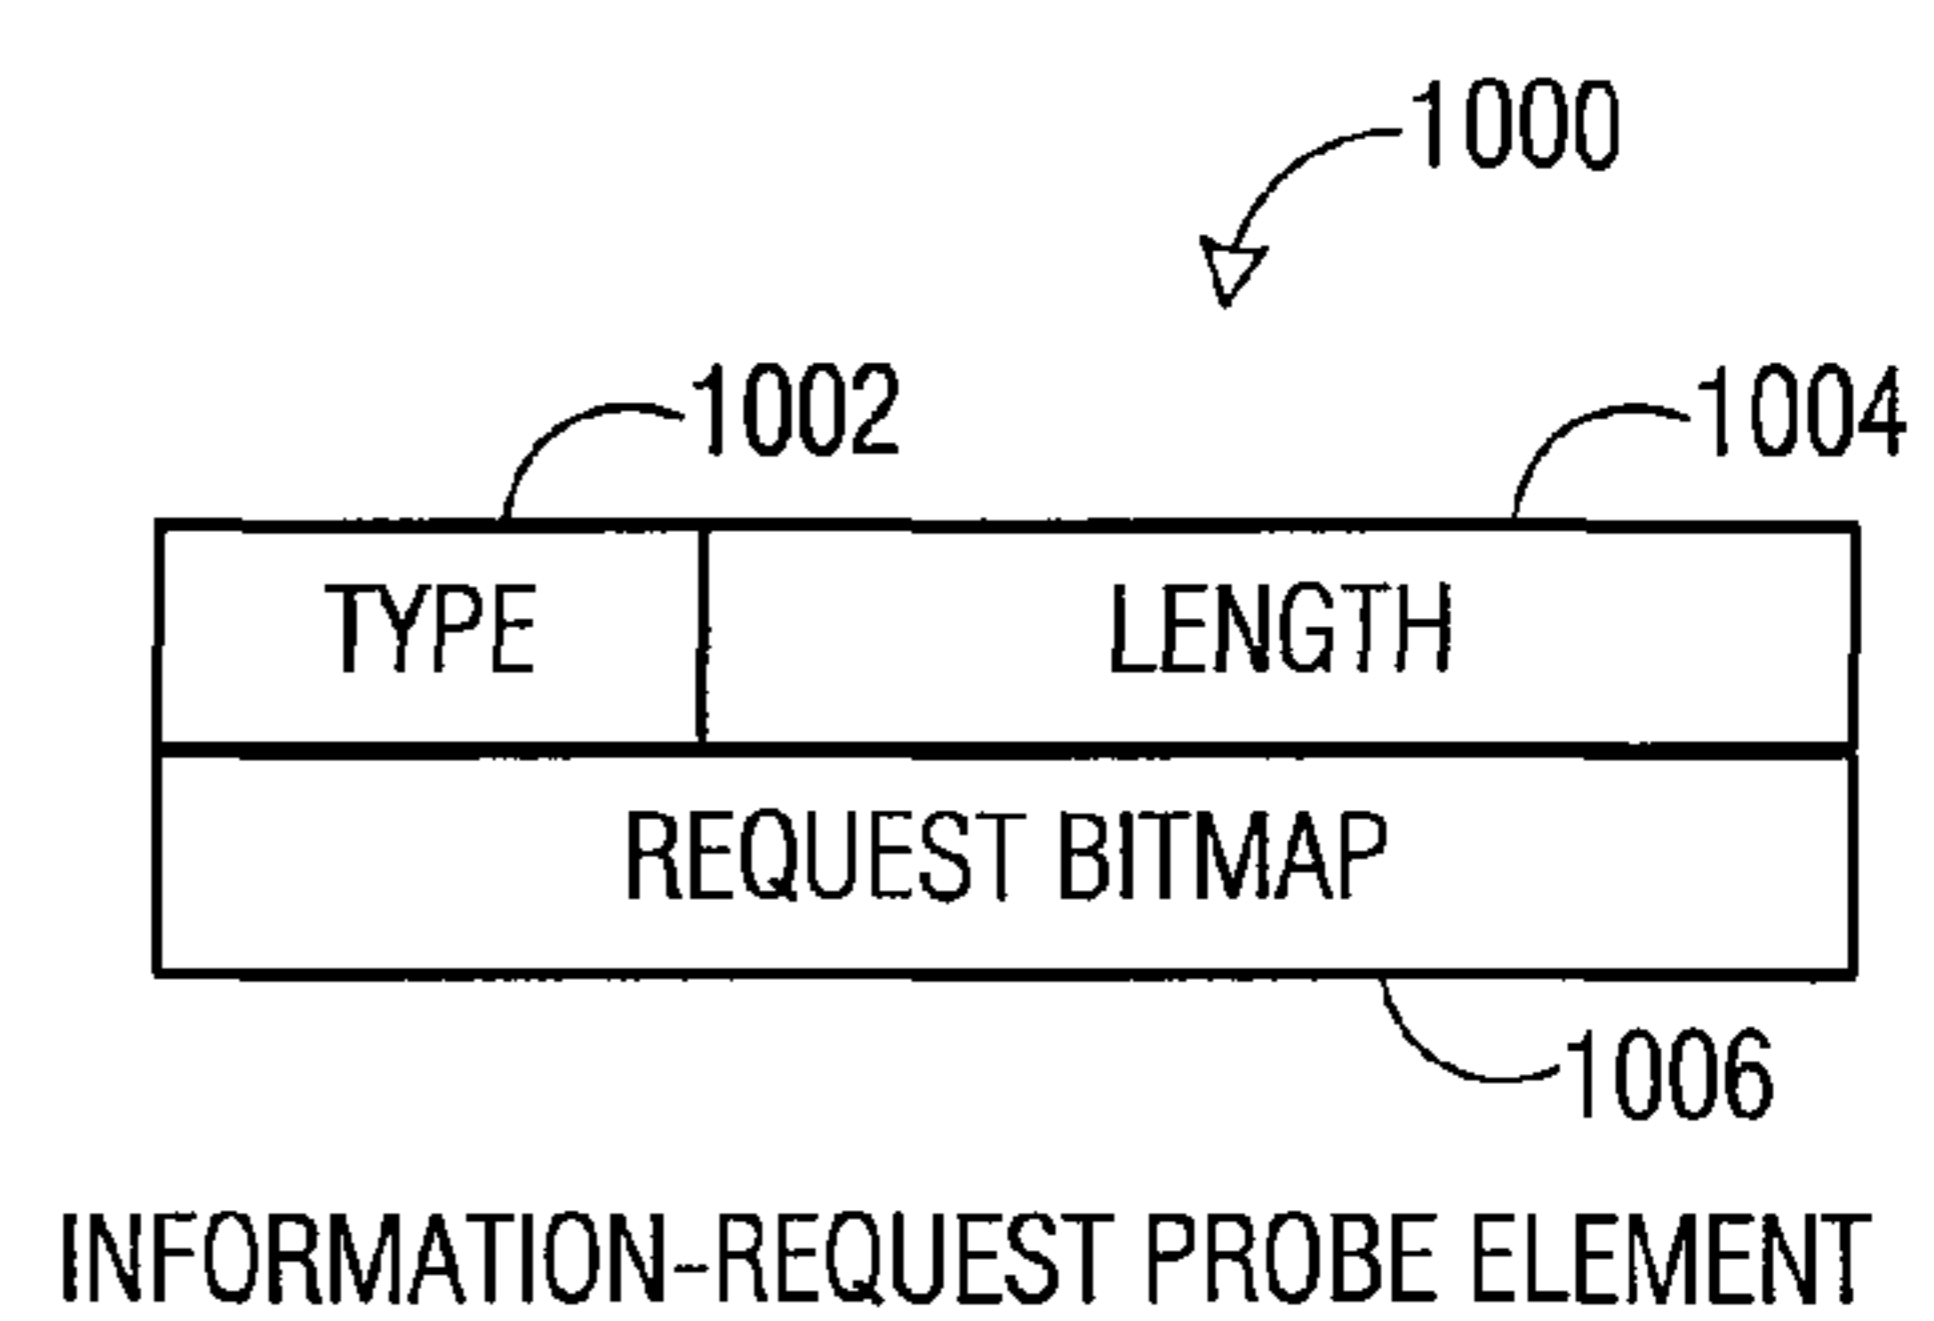 1000
1002
1004
TYPE LENGTH
REQUEST BITMAP
1006
INFORMATION-REQUEST PROBE ELEMENT